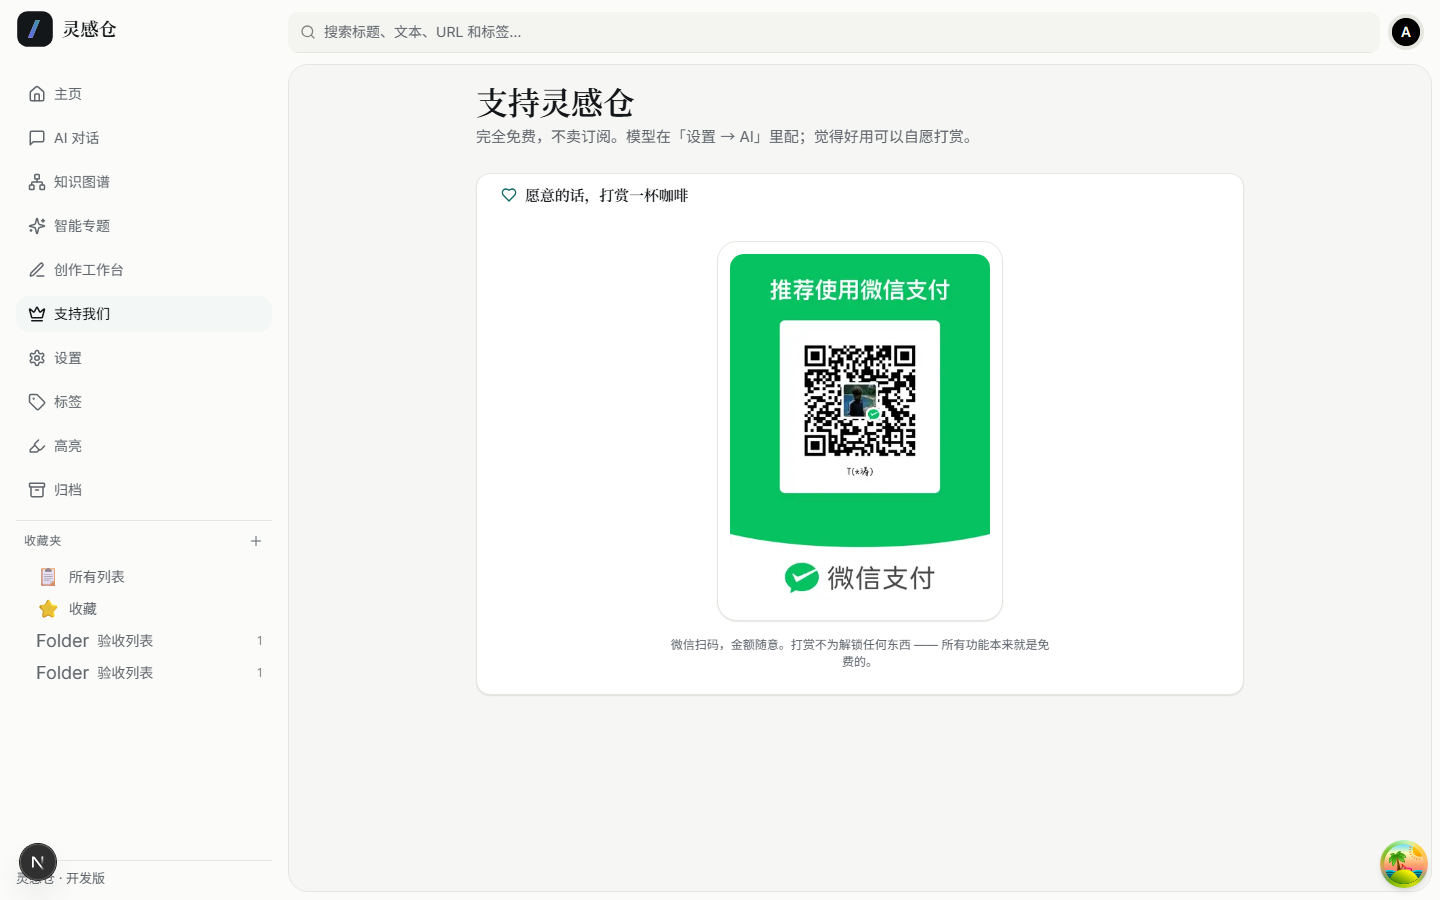 灵感仓
搜索标题、文本、URL 和标签...
A
主页
AI 对话
知识图谱
智能专题
创作工作台
支持我们
设置
标签
高亮
归档
收藏夹
所有列表
收藏
Folder 验收列表 1
Folder 验收列表 1
N
灵感仓 · 开发版
支持灵感仓
完全免费，不卖订阅。模型在「设置 → AI」里配；觉得好用可以自愿打赏。
愿意的话，打赏一杯咖啡
推荐使用微信支付
微信支付
微信扫码，金额随意。打赏不为解锁任何东西 —— 所有功能本来就是免
费的。